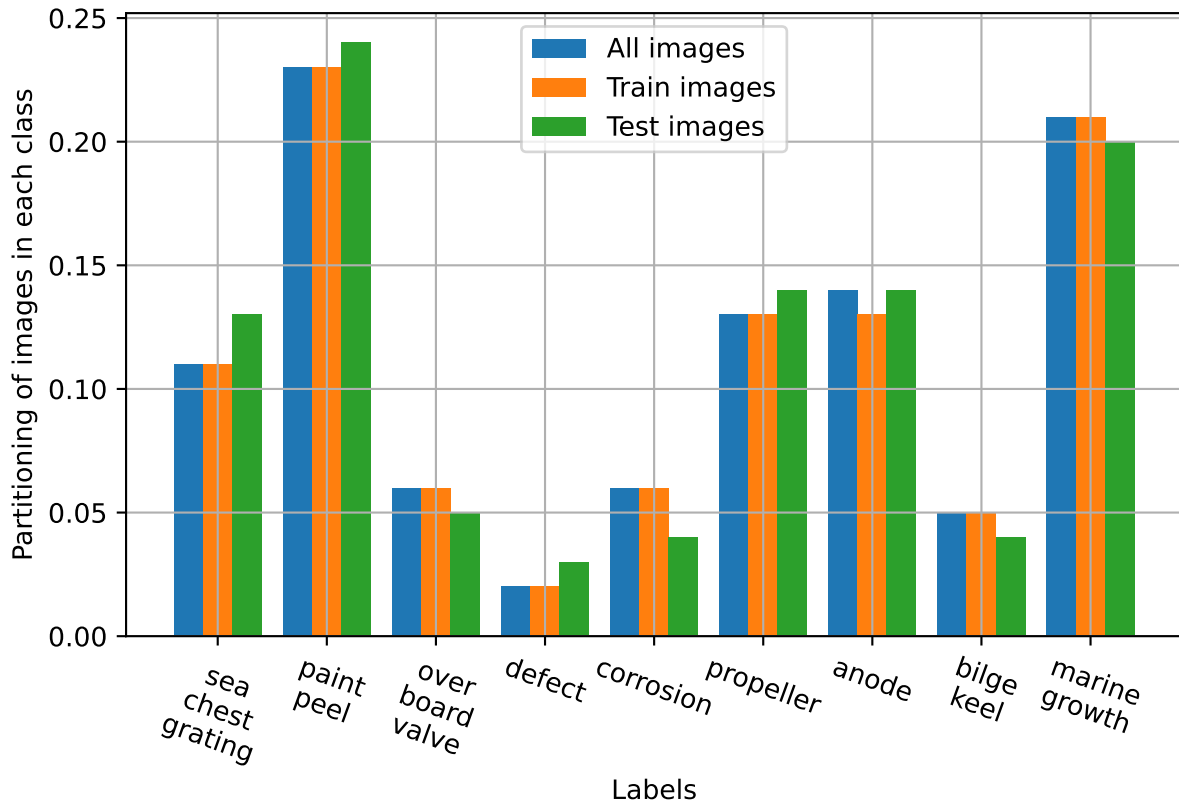 Partitioning of images in each class
0.25
0.20
0.15
0.10
0.05
0.00
All images
Train images
Test images
sea
chest
grating
paint
peel
over
board
valve
defect
corrosion
propeller
anode
bilge
keel
marine
growth
Labels